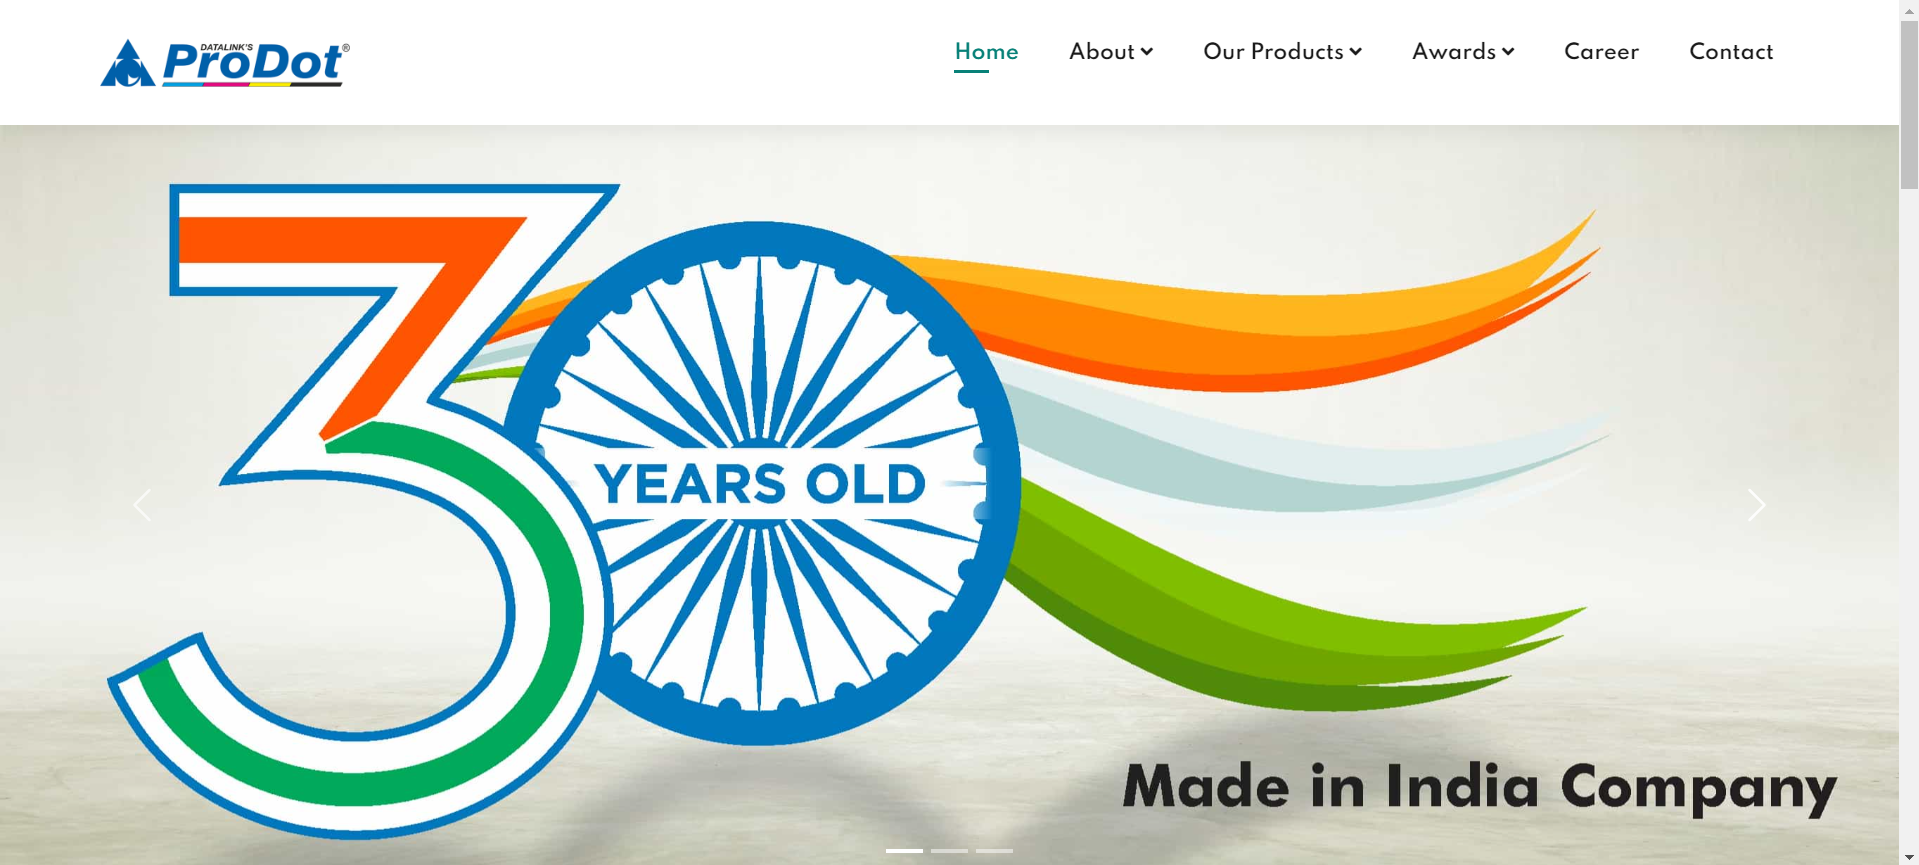 DATALINK'S
ProDot®
Home
About
Our Products
Awards
Career
Contact
30
YEARS OLD
Made in India Company